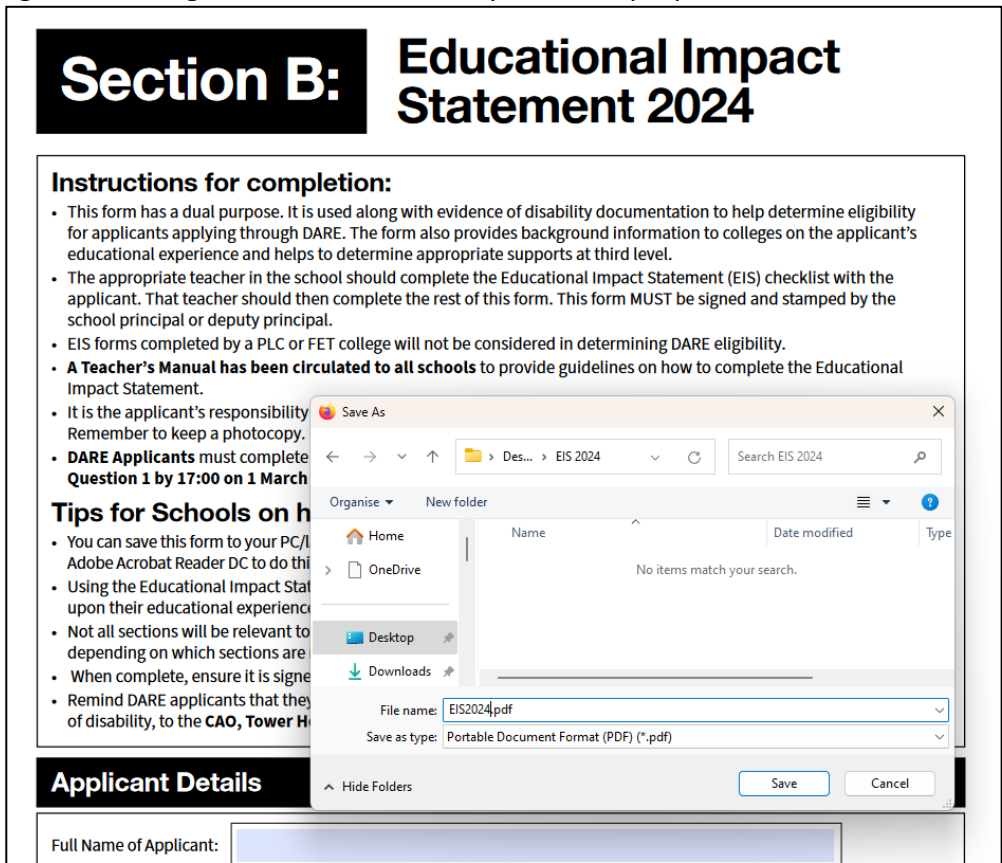 Section B:
Educational Impact
Statement 2024
Instructions for completion:
• This form has a dual purpose. It is used along with evidence of disability documentation to help determine eligibility
for applicants applying through DARE. The form also provides background information to colleges on the applicant's
educational experience and helps to determine appropriate supports at third level.
• The appropriate teacher in the school should complete the Educational Impact Statement (EIS) checklist with the
applicant. That teacher should then complete the rest of this form. This form MUST be signed and stamped by the
school principal or deputy principal.
• EIS forms completed by a PLC or FET college will not be considered in determining DARE eligibility.
• A Teacher's Manual has been circulated to all schools to provide guidelines on how to complete the Educational
Impact Statement.
• It is the applicant's responsibility
Remember to keep a photocopy.
• DARE Applicants must complete
Question 1 by 17:00 on 1 March
Tips for Schools on h
• You can save this form to your PC/l
Adobe Acrobat Reader DC to do thi
• Using the Educational Impact Stat
upon their educational experience
• Not all sections will be relevant to
depending on which sections are
• When complete, ensure it is signe
• Remind DARE applicants that they
of disability, to the CAO, Tower H
Save As
Des... > EIS 2024
Search EIS 2024
Organise
New folder
Home
OneDrive
Desktop
Downloads
Name
Date modified
Type
No items match your search.
File name: EIS2024.pdf
Save as type: Portable Document Format (PDF) (*.pdf)
Hide Folders
Save
Cancel
Applicant Details
Full Name of Applicant: